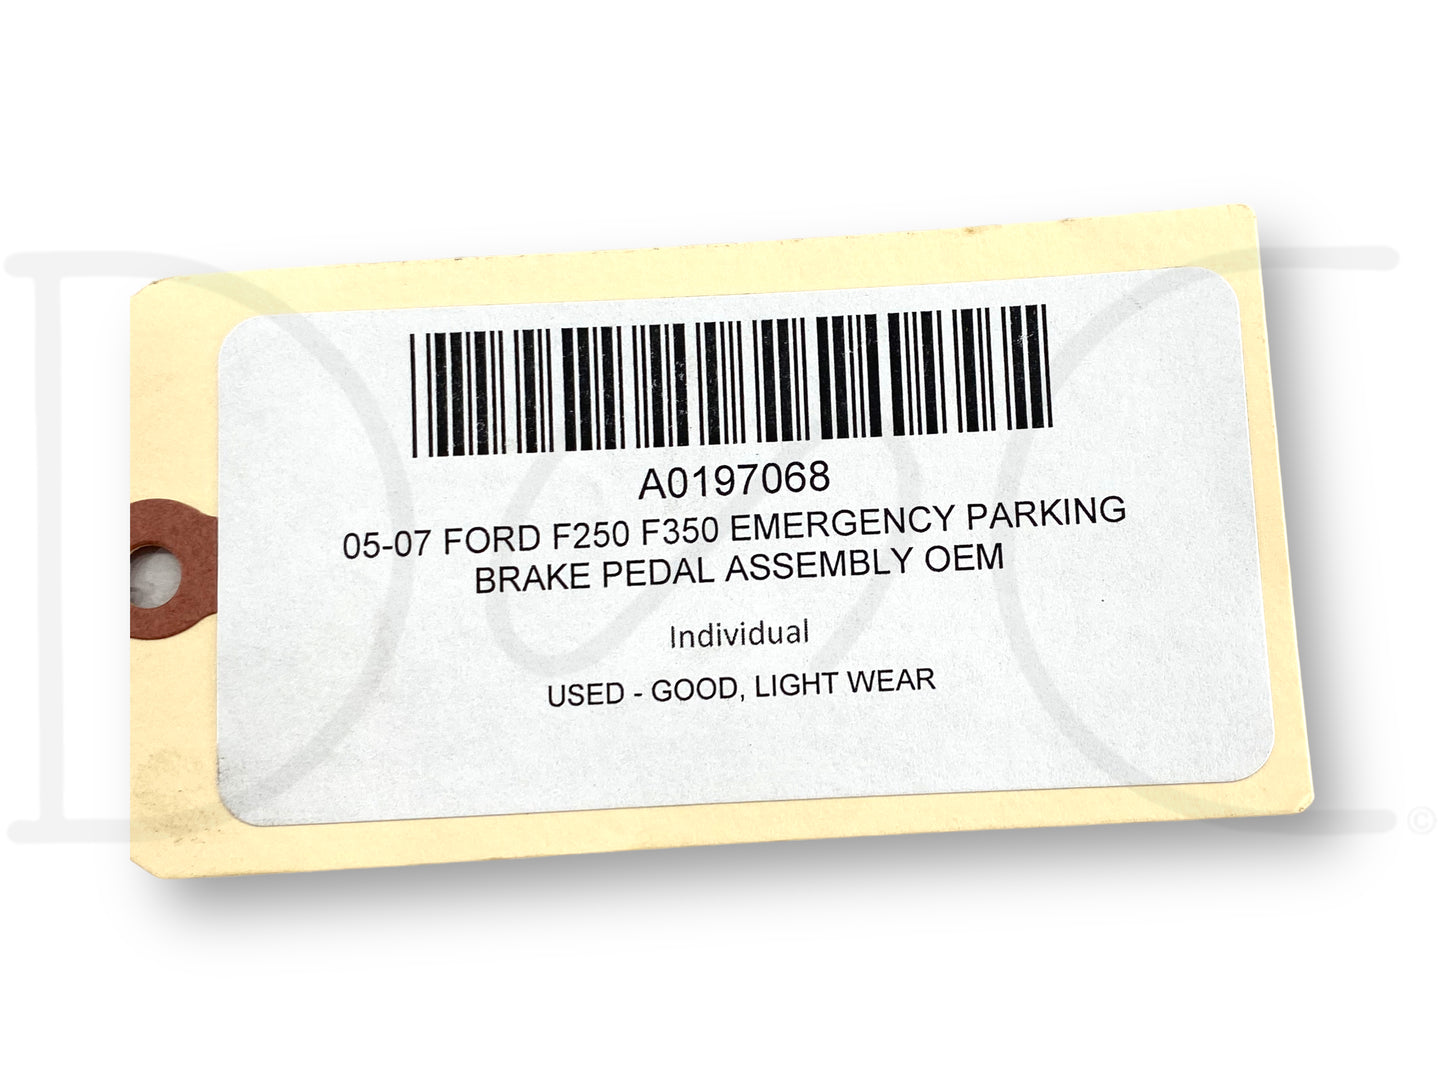 A0197068
05-07 FORD F250 F350 EMERGENCY PARKING
BRAKE PEDAL ASSEMBLY OEM
Individual
USED - GOOD, LIGHT WEAR